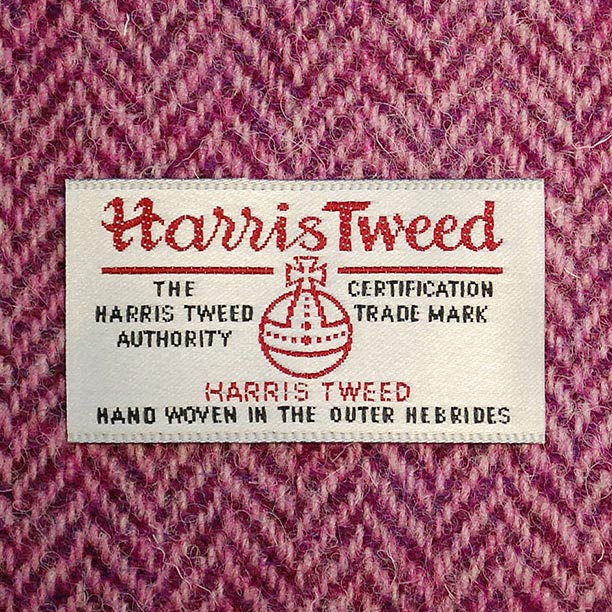 Harris Tweed
THE HARRIS TWEED AUTHORITY
CERTIFICATION TRADE MARK
HARRIS TWEED
HAND WOVEN IN THE OUTER HEBRIDES